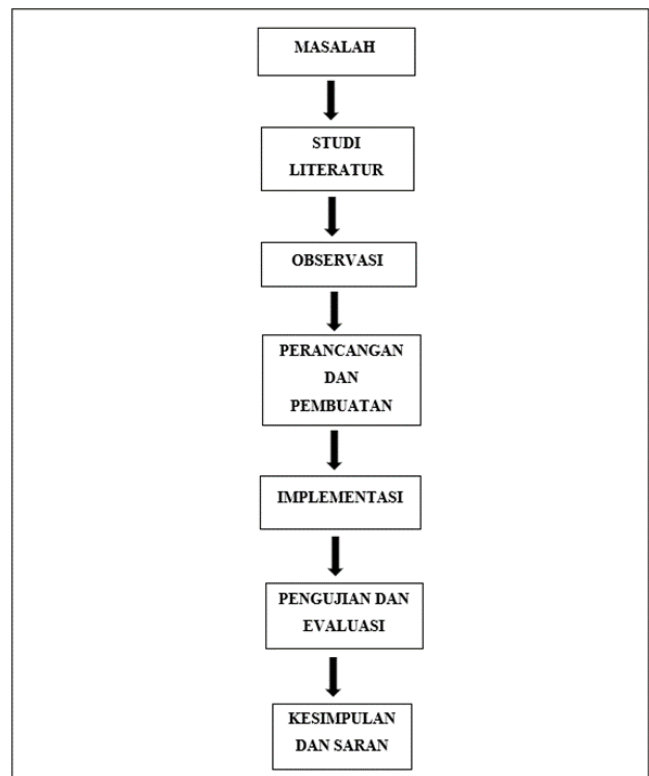 MASALAH
STUDI
LITERATUR
OBSERVASI
PERANCANGAN
DAN
PEMBUATAN
IMPLEMENTASI
PENGUJIAN DAN
EVALUASI
KESIMPULAN
DAN SARAN